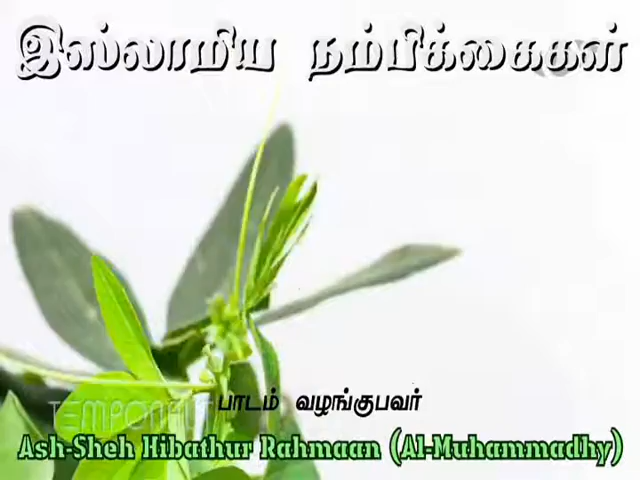 இஸ்லாமிய நம்பிக்கைகள்
பாடம் வழங்குபவர்
Ash-Sheh Hibathur Rahmaan (Al-Muhammadhy)